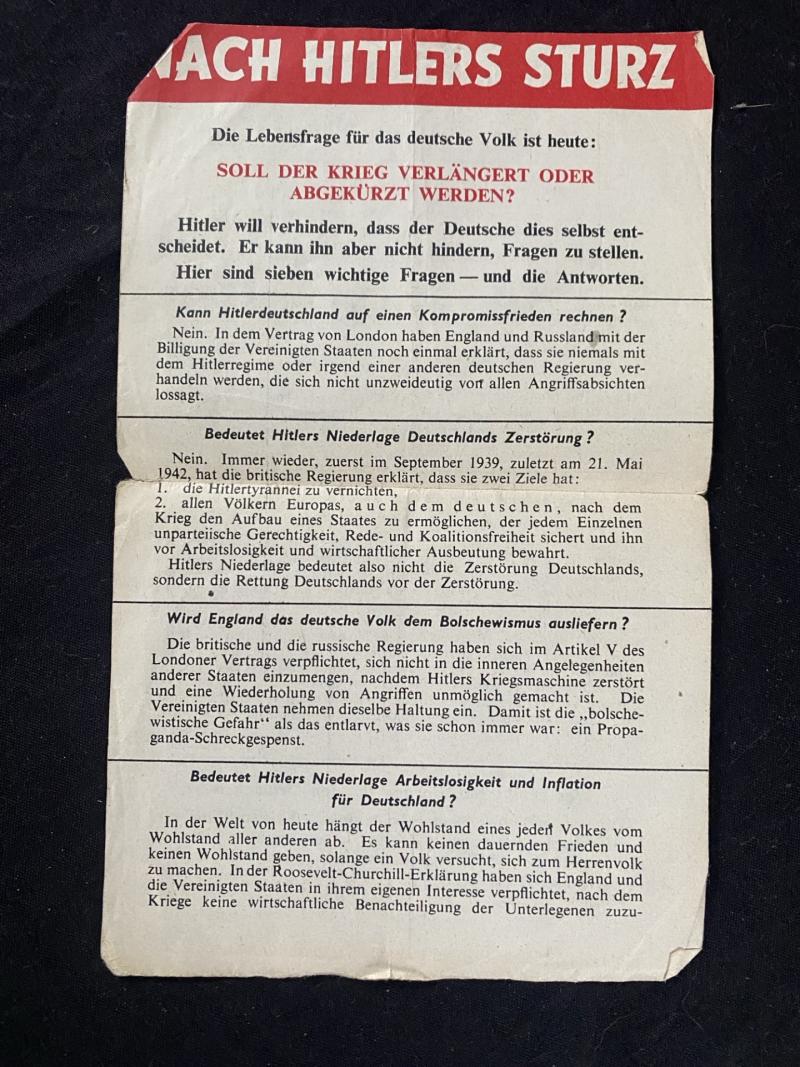 NACH HITLERS STURZ
Die Lebensfrage für das deutsche Volk ist heute:
SOLL DER KRIEG VERLÄNGERT ODER
ABGEKÜRZT WERDEN?
Hitler will verhindern, dass der Deutsche dies selbst ent-
scheidet. Er kann ihn aber nicht hindern, Fragen zu stellen.
Hier sind sieben wichtige Fragen — und die Antworten.
Kann Hitlerdeutschland auf einen Kompromissfrieden rechnen?
Nein. In dem Vertrag von London haben England und Russland mit der
Billigung der Vereinigten Staaten noch einmal erklärt, dass sie niemals mit
dem Hitlerregime oder irgend einer anderen deutschen Regierung ver-
handeln werden, die sich nicht unzweideutig von allen Angriffsabsichten
lossagt.
Bedeutet Hitlers Niederlage Deutschlands Zerstörung?
Nein. Immer wieder, zuerst im September 1939, zuletzt am 21. Mai
1942, hat die britische Regierung erklärt, dass sie zwei Ziele hat:
1. die Hitlertyrannei zu vernichten,
2. allen Völkern Europas, auch dem deutschen, nach dem
Krieg den Aufbau eines Staates zu ermöglichen, der jedem Einzelnen
unparteiische Gerechtigkeit, Rede- und Koalitionsfreiheit sichert und ihn
vor Arbeitslosigkeit und wirtschaftlicher Ausbeutung bewahrt.
Hitlers Niederlage bedeutet also nicht die Zerstörung Deutschlands,
sondern die Rettung Deutschlands vor der Zerstörung.
Wird England das deutsche Volk dem Bolschewismus ausliefern?
Die britische und die russische Regierung haben sich im Artikel V des
Londoner Vertrags verpflichtet, sich nicht in die inneren Angelegenheiten
anderer Staaten einzumengen, nachdem Hitlers Kriegsmaschine zerstört
und eine Wiederholung von Angriffen unmöglich gemacht ist. Die
Vereinigten Staaten nehmen dieselbe Haltung ein. Damit ist die „bolsche-
wistische Gefahr“ als das entlarvt, was sie schon immer war: ein Propa-
ganda-Schreckgespenst.
Bedeutet Hitlers Niederlage Arbeitslosigkeit und Inflation
für Deutschland?
In der Welt von heute hängt der Wohlstand eines jeden Volkes vom
Wohlstand aller anderen ab. Es kann keinen dauernden Frieden und
keinen Wohlstand geben, solange ein Volk versucht, sich zum Herrenvolk
zu machen. In der Roosevelt-Churchill-Erklärung haben sich England und
die Vereinigten Staaten in ihrem eigenen Interesse verpflichtet, nach dem
Kriege keine wirtschaftliche Benachteiligung der Unterlegenen zuzu-